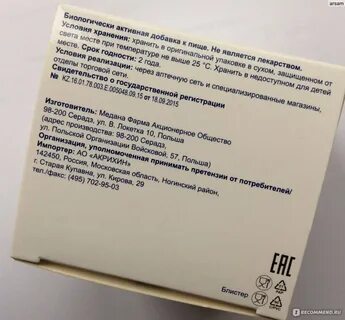 arsam
Биологически активная добавка к пище. Не является лекарством.
Условия хранения: хранить в оригинальной упаковке в сухом, защищенном от
света месте при температуре не выше 25 °С. Хранить в недоступном для детей
месте. Срок годности: 2 года.
Условия реализации: через аптечную сеть и специализированные магазины,
отделы торговой сети.
Свидетельство о государственной регистрации
KZ.16.01.78.003.E.005048.09.15 от 18.09.2015
Изготовитель: Медана Фарма Акционерное Общество
98-200 Серадз, ул. В. Локетка 10, Польша
(адрес производства: 98-200 Серадз,
ул. Польской Организации Войсковой, 57, Польша)
Организация, уполномоченная принимать претензии от потребителей/
Импортер: АО «АКРИХИН»
142450, Россия, Московская область, Ногинский район,
г. Старая Купавна, ул. Кирова, 29
тел./факс: (495) 702-95-03
EAC
Блистер
RECOMMEND.RU